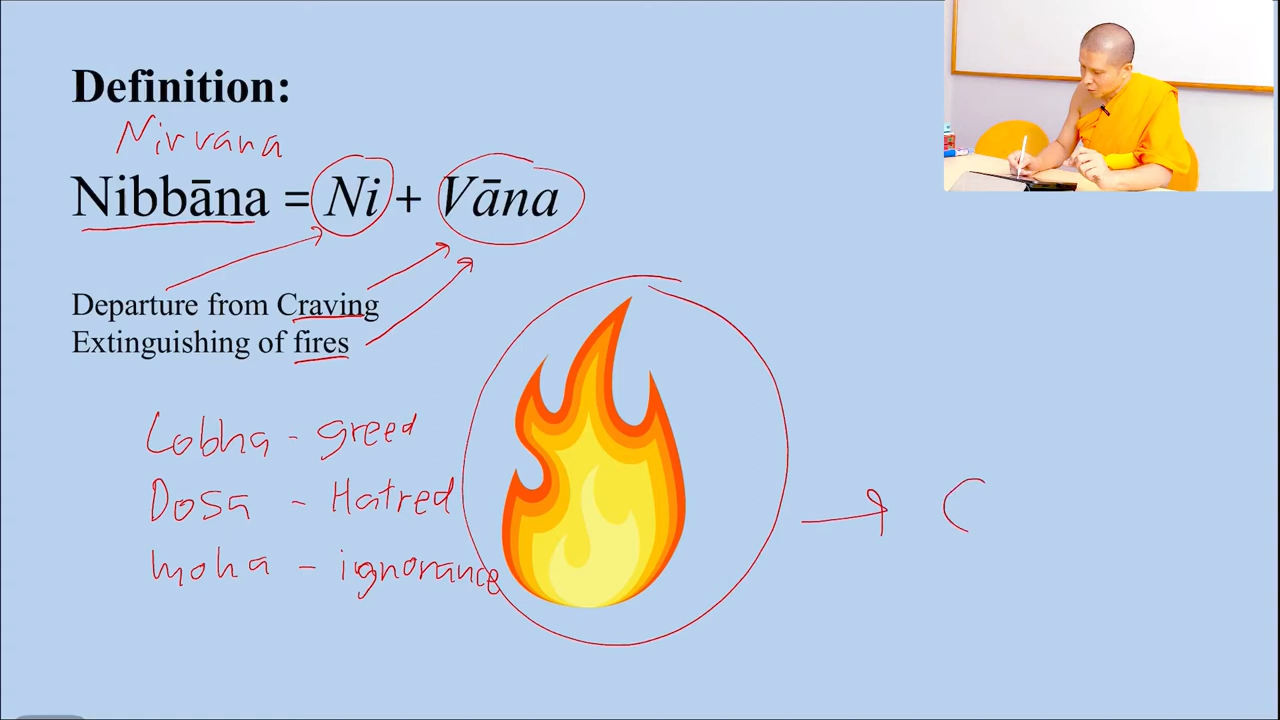 Definition:
Nirvana
Nibbāna = Ni + Vāna
Departure from Craving
Extinguishing of fires
Lobha - greed
Dosa - Hatred
moha - ignorance
C